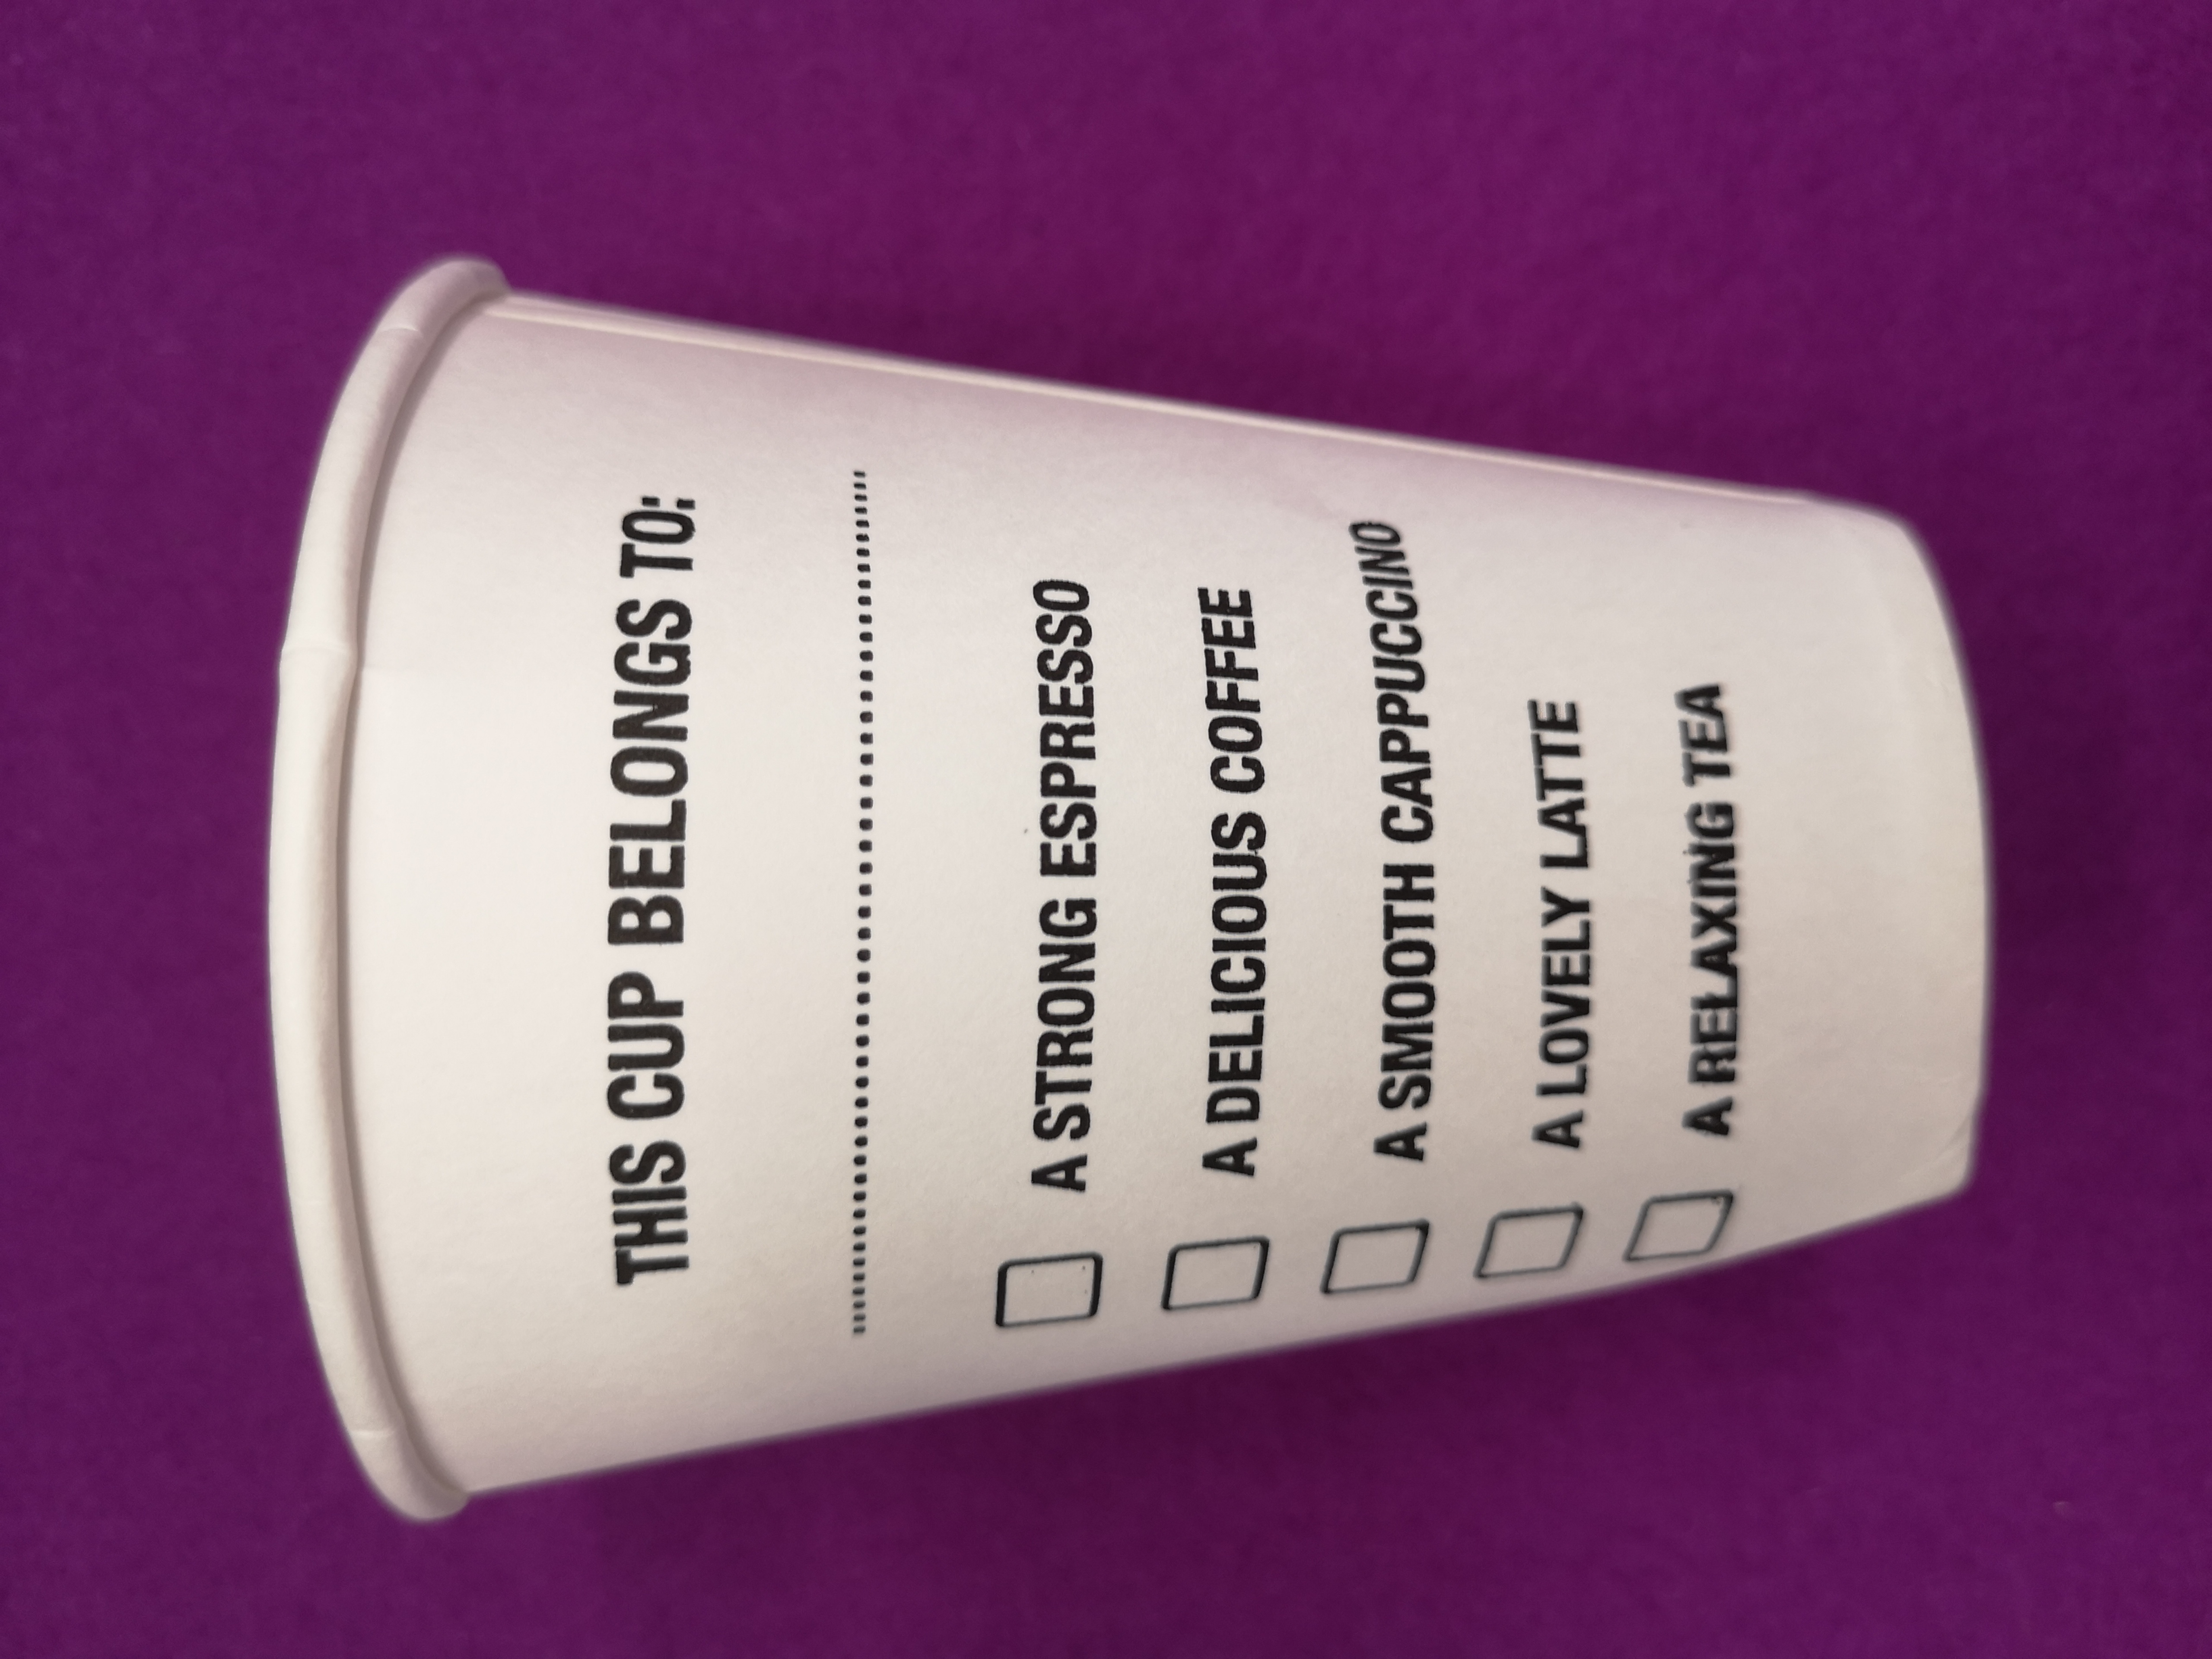 THIS CUP BELONGS TO:
A STRONG ESPRESSO
A DELICIOUS COFFEE
A SMOOTH CAPPUCCINO
A LOVELY LATTE
A RELAXING TEA